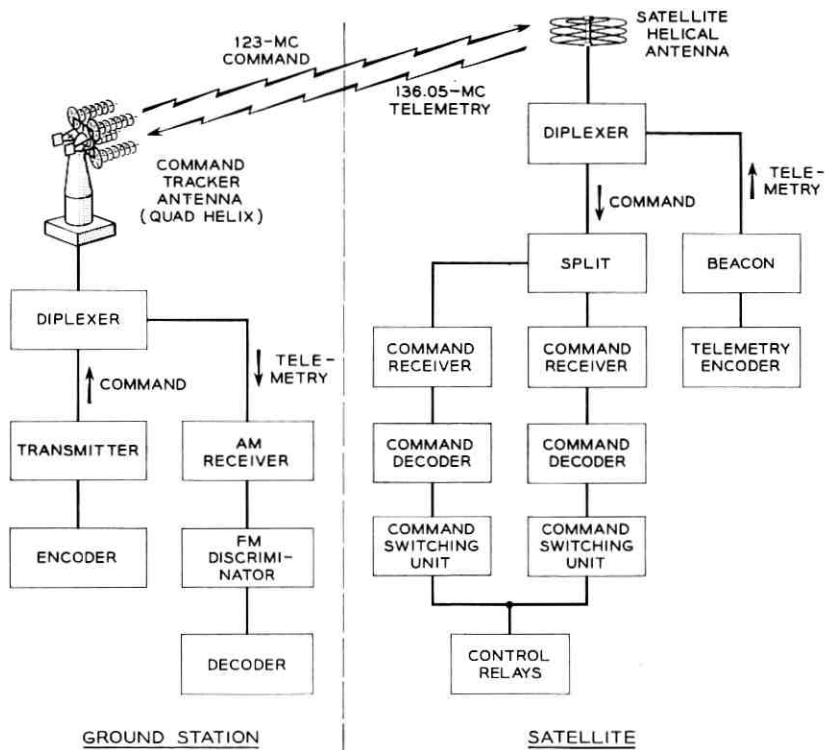 123-MC
COMMAND
SATELLITE
HELICAL
ANTENNA
136.05-MC
TELEMETRY
COMMAND
TRACKER
ANTENNA
(QUAD HELIX)
DIPLEXER
TELE-
METRY
COMMAND
SPLIT
BEACON
DIPLEXER
TELE-
METRY
COMMAND
COMMAND
RECEIVER
COMMAND
RECEIVER
TELEMETRY
ENCODER
TRANSMITTER
AM
RECEIVER
COMMAND
DECODER
COMMAND
DECODER
ENCODER
FM
DISCRIMI-
NATOR
COMMAND
SWITCHING
UNIT
COMMAND
SWITCHING
UNIT
DECODER
CONTROL
RELAYS
GROUND STATION
SATELLITE